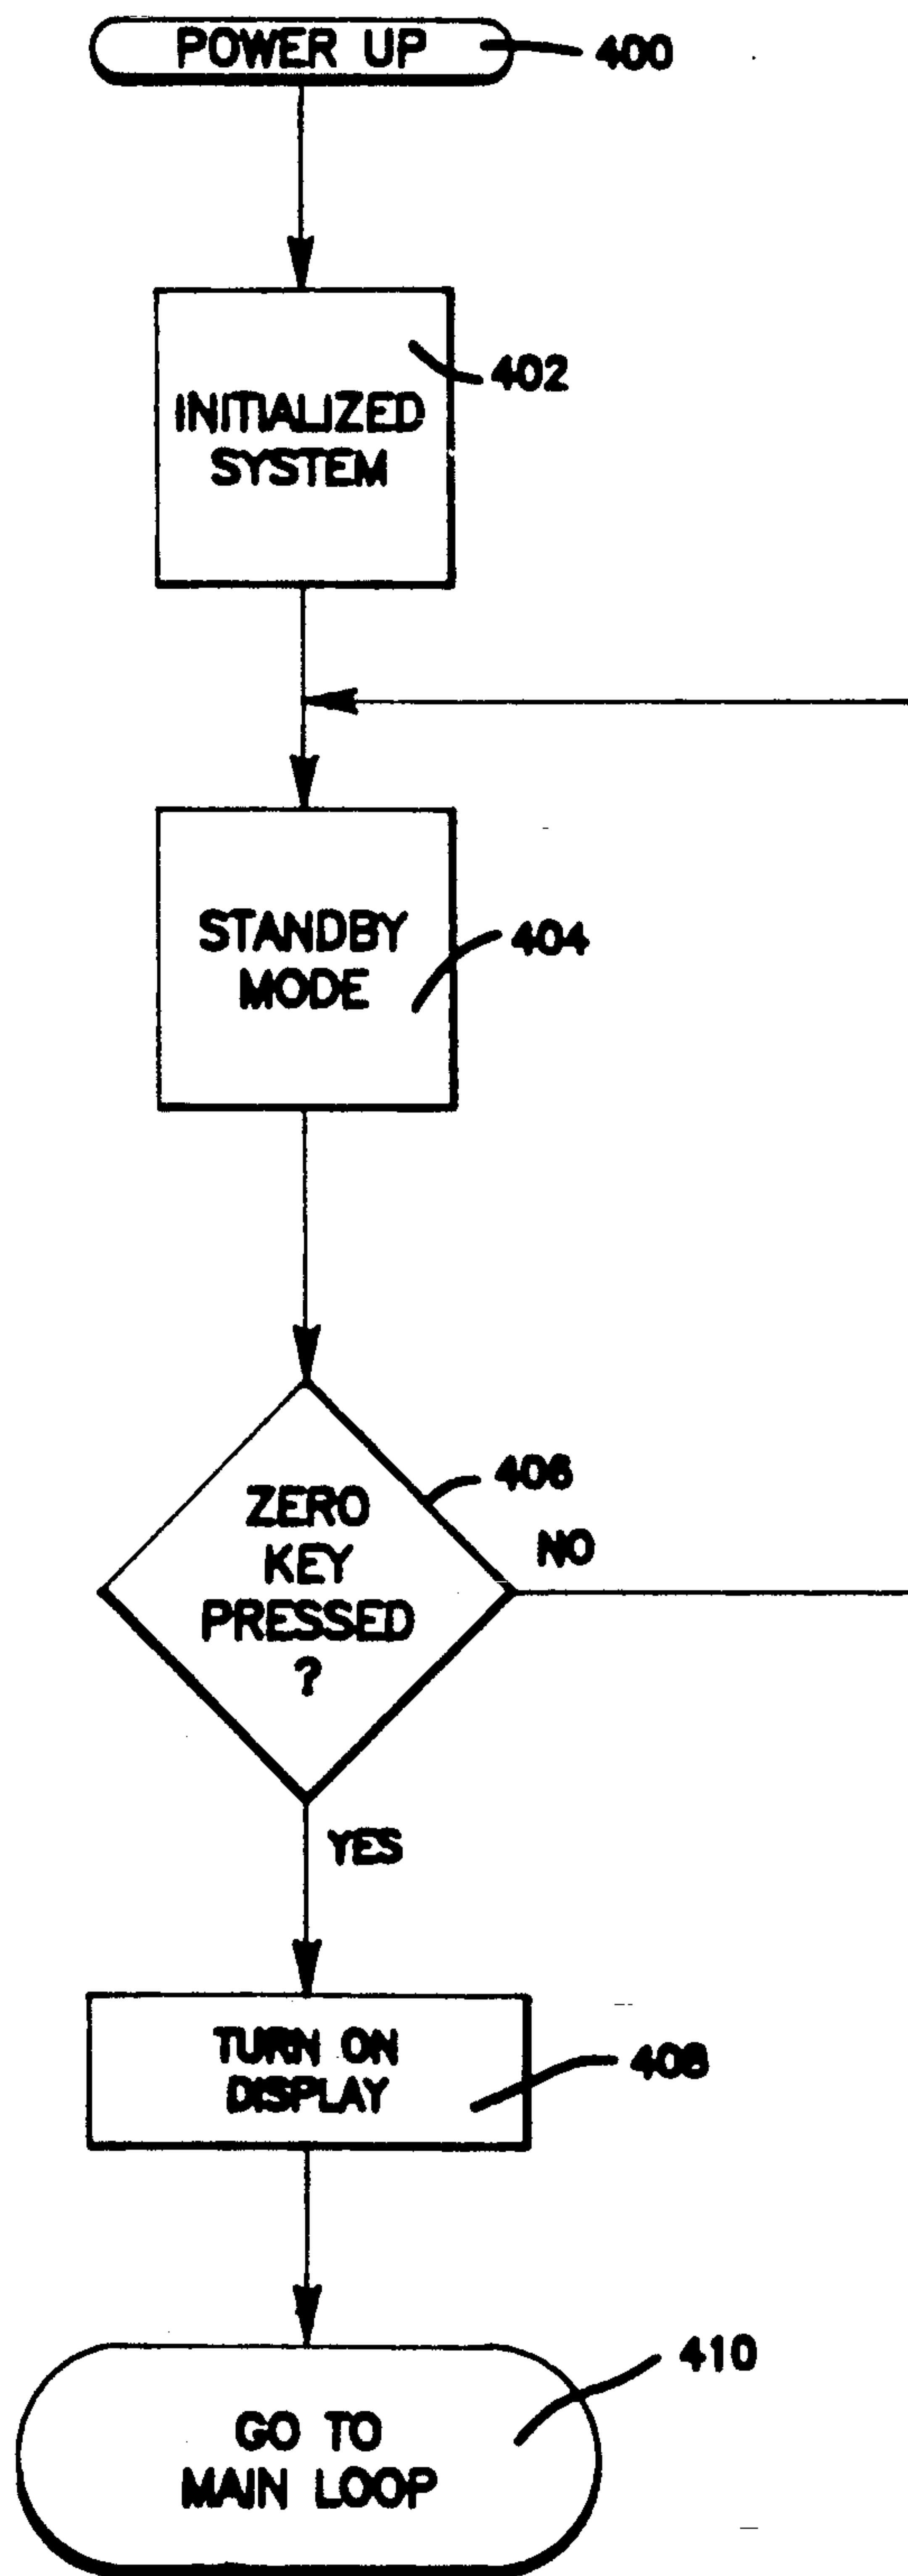 POWER UP
400
402
INITIALIZED
SYSTEM
STANDBY
404
MODE
406
ZERO
NO
KEY
PRESSED
?
YES
TURN ON
408
DISPLAY
410
GO TO
MAIN LOOP